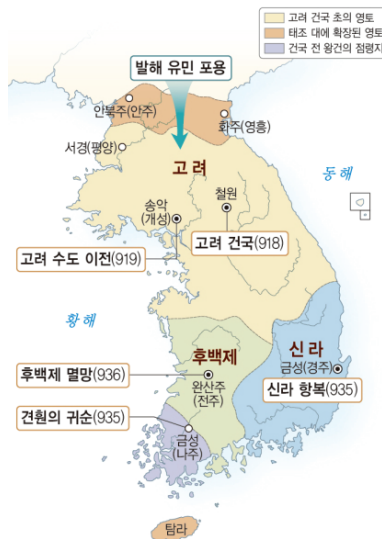 고려 건국 초의 영토
태조 대에 확장된 영토
건국 전 왕건의 점령지
발해 유민 포용
안북주(안주)
화주(영흥)
서경(평양)
고려
동해
송악
(개성)
철원
고려 건국(918)
고려 수도 이전(919)
황해
후백제
신라
금성(경주)
후백제 멸망(936)
완산주
(전주)
신라 항복(935)
견훤의 귀순(935)
금성
(나주)
탐라